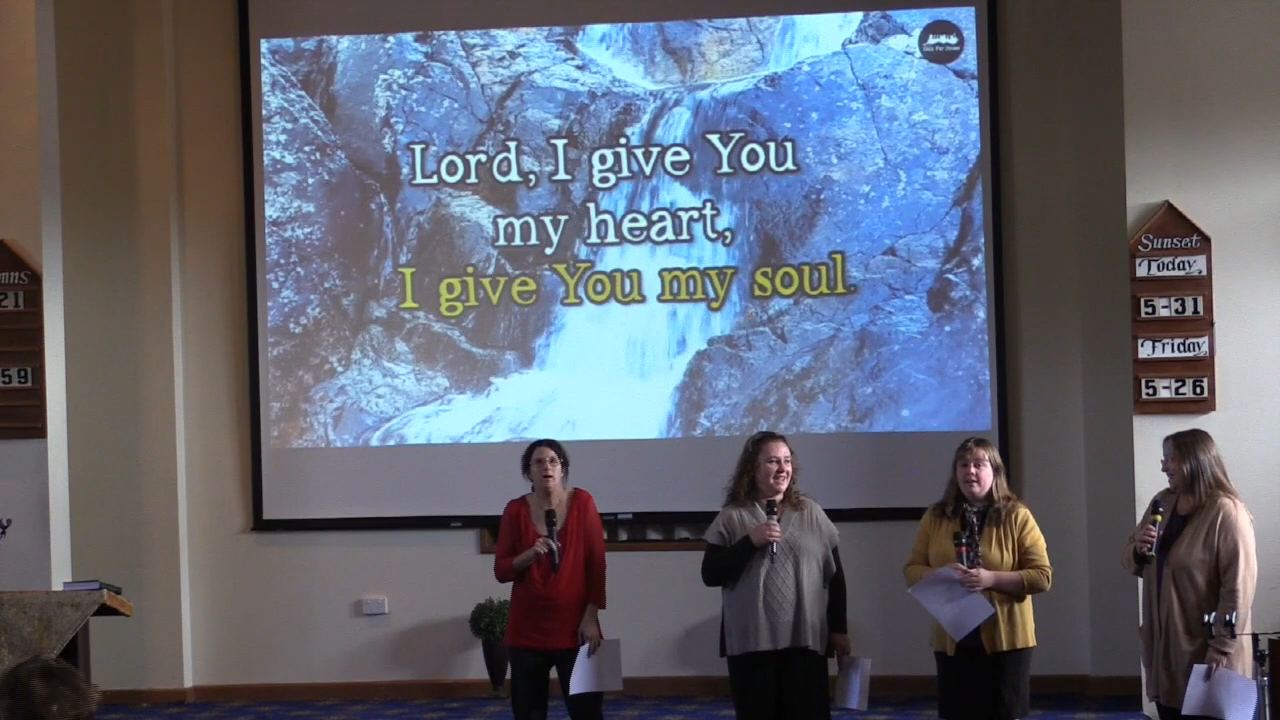 Lord, I give You
my heart,
I give You my soul.
Sunset
Today
5-31
Friday
5-26
21
59